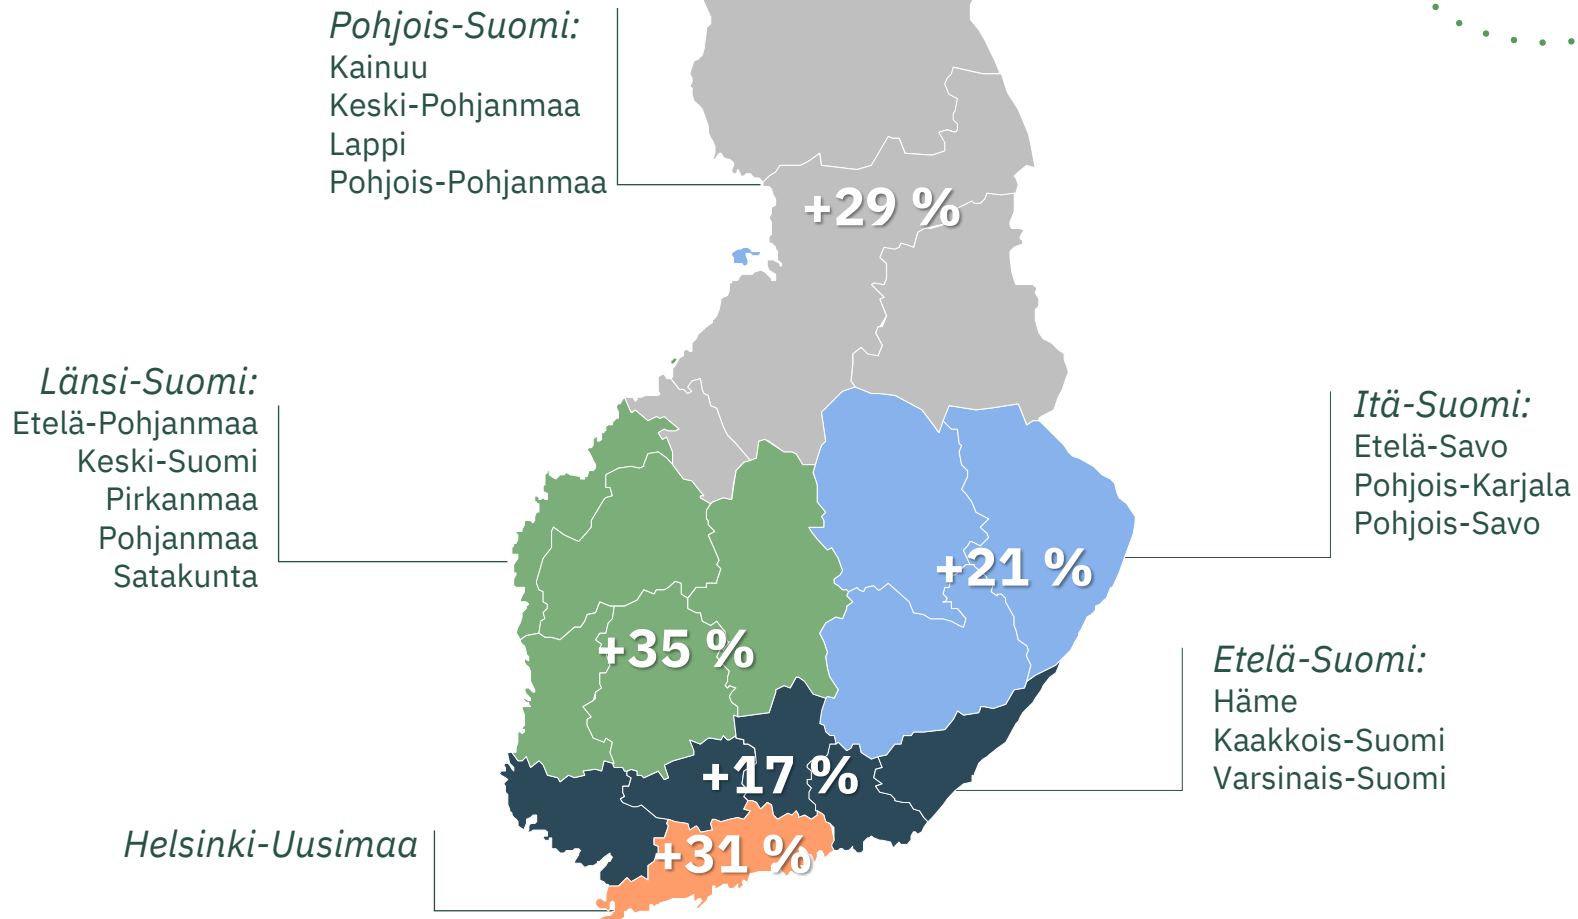 Pohjois-Suomi:
Kainuu
Keski-Pohjanmaa
Lappi
Pohjois-Pohjanmaa
+29 %
Länsi-Suomi:
Etelä-Pohjanmaa
Keski-Suomi
Pirkanmaa
Pohjanmaa
Satakunta
Itä-Suomi:
Etelä-Savo
Pohjois-Karjala
Pohjois-Savo
+21 %
+35 %
Etelä-Suomi:
Häme
Kaakkois-Suomi
Varsinais-Suomi
+17 %
Helsinki-Uusimaa
+31 %